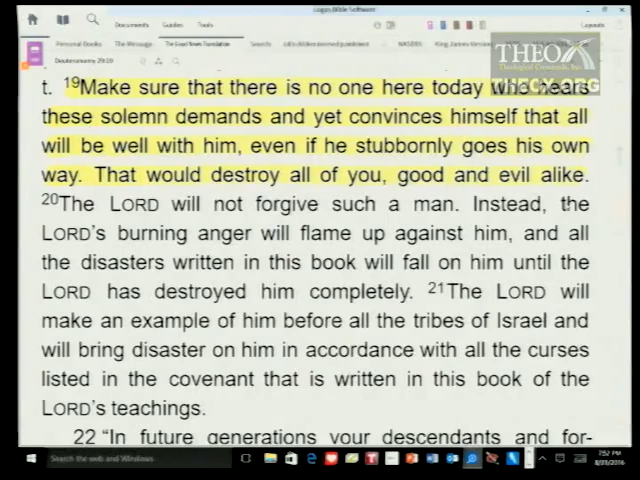 Logos Bible Software
Documents Guides Tools
Layouts
Personal Books The Message The Good News Translation Search NASB95 King James Version
Deuteronomy 29:20
THEOX
THEOX.ORG
t. 19Make sure that there is no one here today who hears
these solemn demands and yet convinces himself that all
will be well with him, even if he stubbornly goes his own
way. That would destroy all of you, good and evil alike.
20The LORD will not forgive such a man. Instead, the
LORD's burning anger will flame up against him, and all
the disasters written in this book will fall on him until the
LORD has destroyed him completely. 21The LORD will
make an example of him before all the tribes of Israel and
will bring disaster on him in accordance with all the curses
listed in the covenant that is written in this book of the
LORD's teachings.
22 “In future generations your descendants and for-
Search the web and Windows
7:52 PM
8/31/2016